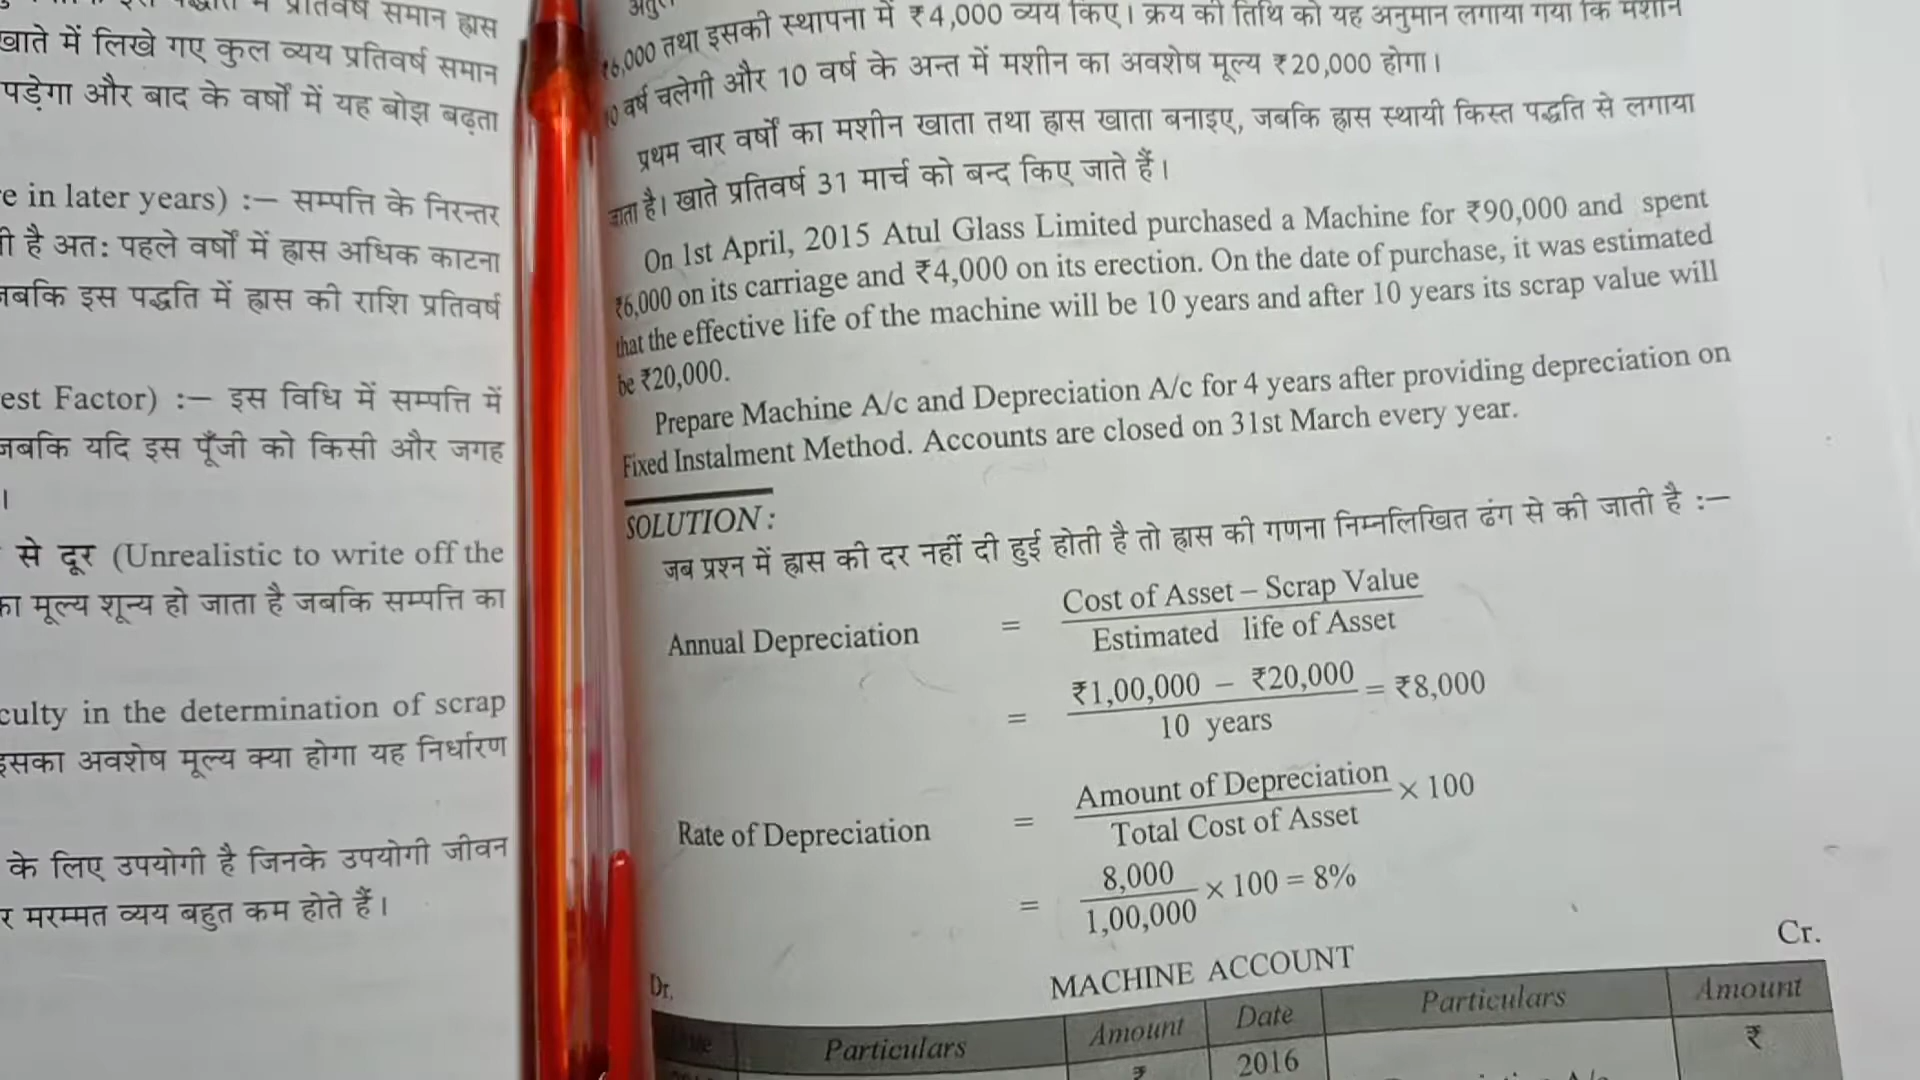 प्रतिवर्ष समान ह्रास
खाते में लिखे गए कुल व्यय प्रतिवर्ष समान
पड़ेगा और बाद के वर्षों में यह बोझ बढ़ता
e in later years) :– सम्पत्ति के निरन्तर
है अत: पहले वर्षों में ह्रास अधिक काटना
जबकि इस पद्धति में ह्रास की राशि प्रतिवर्ष
est Factor) :– इस विधि में सम्पत्ति में
जबकि यदि इस पूँजी को किसी और जगह
।
से दूर (Unrealistic to write off the
का मूल्य शून्य हो जाता है जबकि सम्पत्ति का
culty in the determination of scrap
इसका अवशेष मूल्य क्या होगा यह निर्धारण
के लिए उपयोगी है जिनके उपयोगी जीवन
र मरम्मत व्यय बहुत कम होते हैं।
₹6,000 तथा इसकी स्थापना में ₹4,000 व्यय किए। क्रय की तिथि को यह अनुमान लगाया गया कि मशीन
10 वर्ष चलेगी और 10 वर्ष के अन्त में मशीन का अवशेष मूल्य ₹20,000 होगा।
प्रथम चार वर्षों का मशीन खाता तथा ह्रास खाता बनाइए, जबकि ह्रास स्थायी किस्त पद्धति से लगाया
जाता है। खाते प्रतिवर्ष 31 मार्च को बन्द किए जाते हैं।
On 1st April, 2015 Atul Glass Limited purchased a Machine for ₹90,000 and spent
₹6,000 on its carriage and ₹4,000 on its erection. On the date of purchase, it was estimated
that the effective life of the machine will be 10 years and after 10 years its scrap value will
be ₹20,000.
Prepare Machine A/c and Depreciation A/c for 4 years after providing depreciation on
Fixed Instalment Method. Accounts are closed on 31st March every year.
SOLUTION :
जब प्रश्न में ह्रास की दर नहीं दी हुई होती है तो ह्रास की गणना निम्नलिखित ढंग से की जाती है :–
Annual Depreciation = Cost of Asset – Scrap Value
Estimated life of Asset
= ₹1,00,000 – ₹20,000 = ₹8,000
10 years
Rate of Depreciation = Amount of Depreciation × 100
Total Cost of Asset
= 8,000 × 100 = 8%
1,00,000
Dr. MACHINE ACCOUNT Cr.
Particulars Amount Date Particulars Amount
₹ 2016 ₹